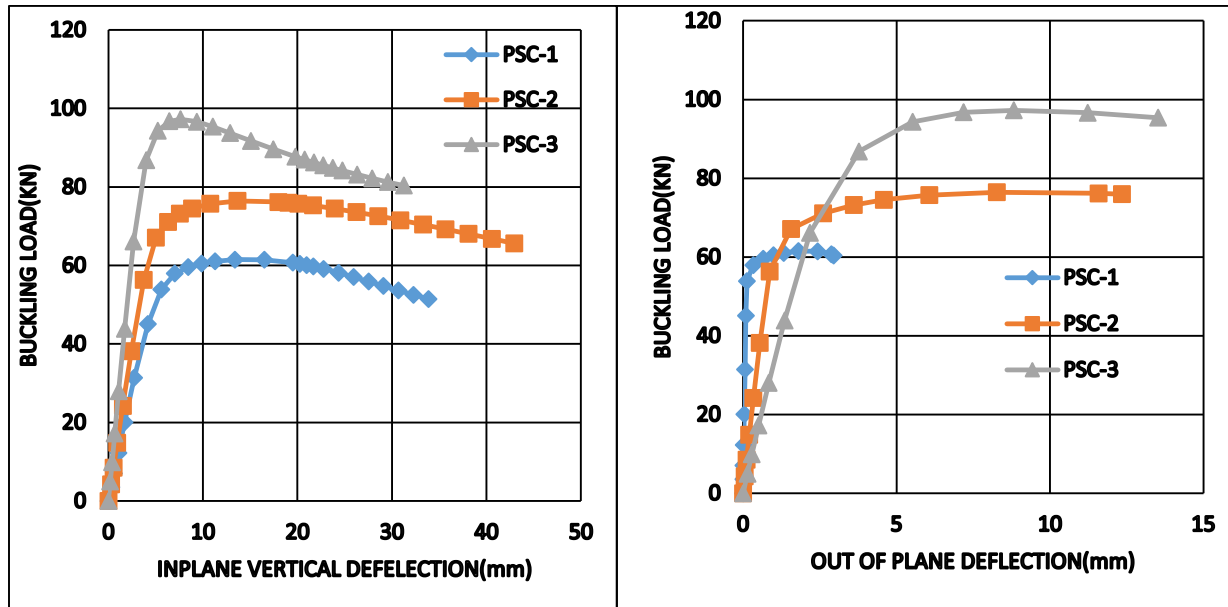 120
100
80
60
40
20
0
BUCKLING LOAD(KN)
PSC-1
PSC-2
PSC-3
0 10 20 30 40 50
INPLANE VERTICAL DEFELECTION(mm)
120
100
80
60
40
20
0
BUCKLING LOAD(KN)
PSC-1
PSC-2
PSC-3
0 5 10 15
OUT OF PLANE DEFLECTION(mm)